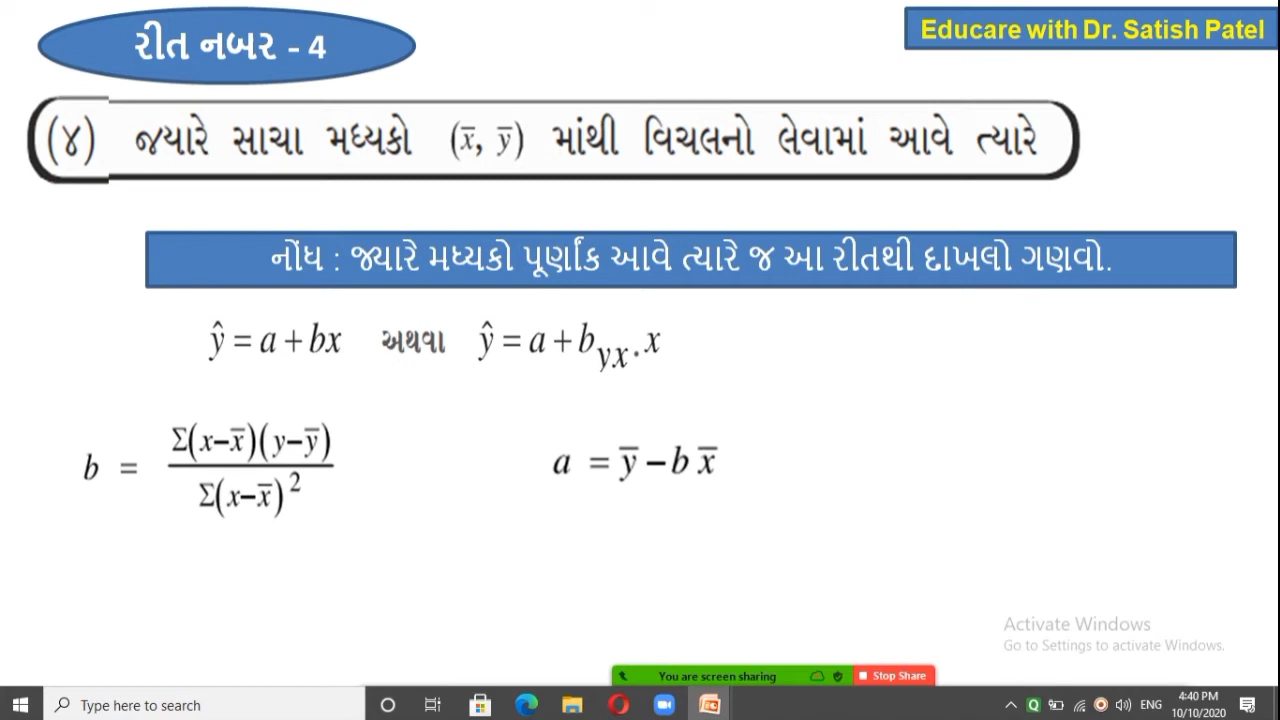 રીત નબર - 4
Educare with Dr. Satish Patel
(૪) જયારે સાચા મધ્યકો (x̅, y̅) માંથી વિચલનો લેવામાં આવે ત્યારે
નોંધ : જ્યારે મધ્યકો પૂર્ણાંક આવે ત્યારે જ આ રીતથી દાખલો ગણવો.
ŷ = a + bx અથવા ŷ = a + b_yx . x
b = Σ(x–x̅)(y–y̅) / Σ(x–x̅)²
a = y̅ – b x̅
Activate Windows
Go to Settings to activate Windows.
You are screen sharing Stop Share
Type here to search
ENG
4:40 PM
10/10/2020